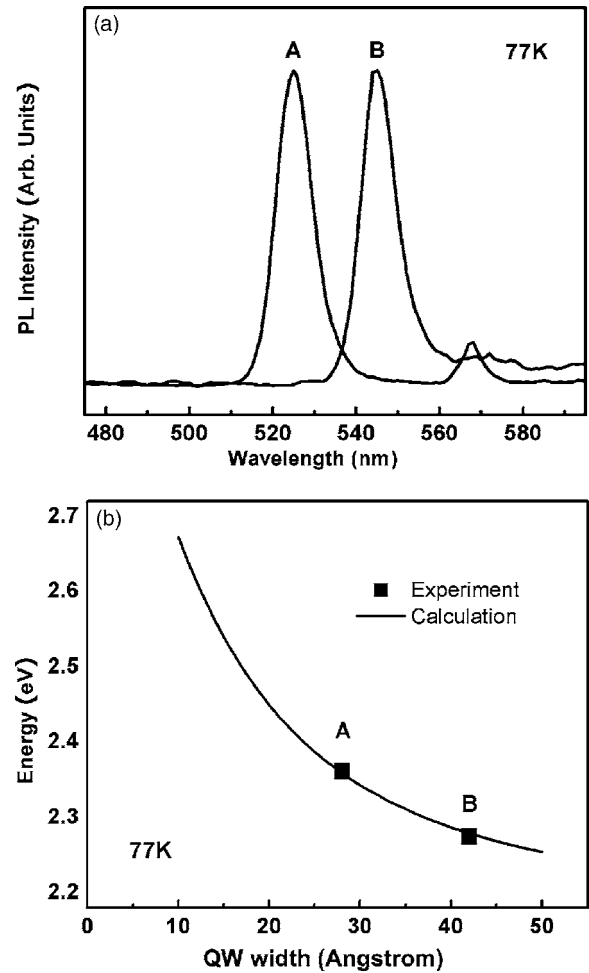 (a)
A
B
77K
PL Intensity (Arb. Units)
480 500 520 540 560 580
Wavelength (nm)
(b)
2.7
2.6
2.5
2.4
2.3
2.2
Energy (eV)
Experiment
Calculation
A
B
77K
0 10 20 30 40 50
QW width (Angstrom)